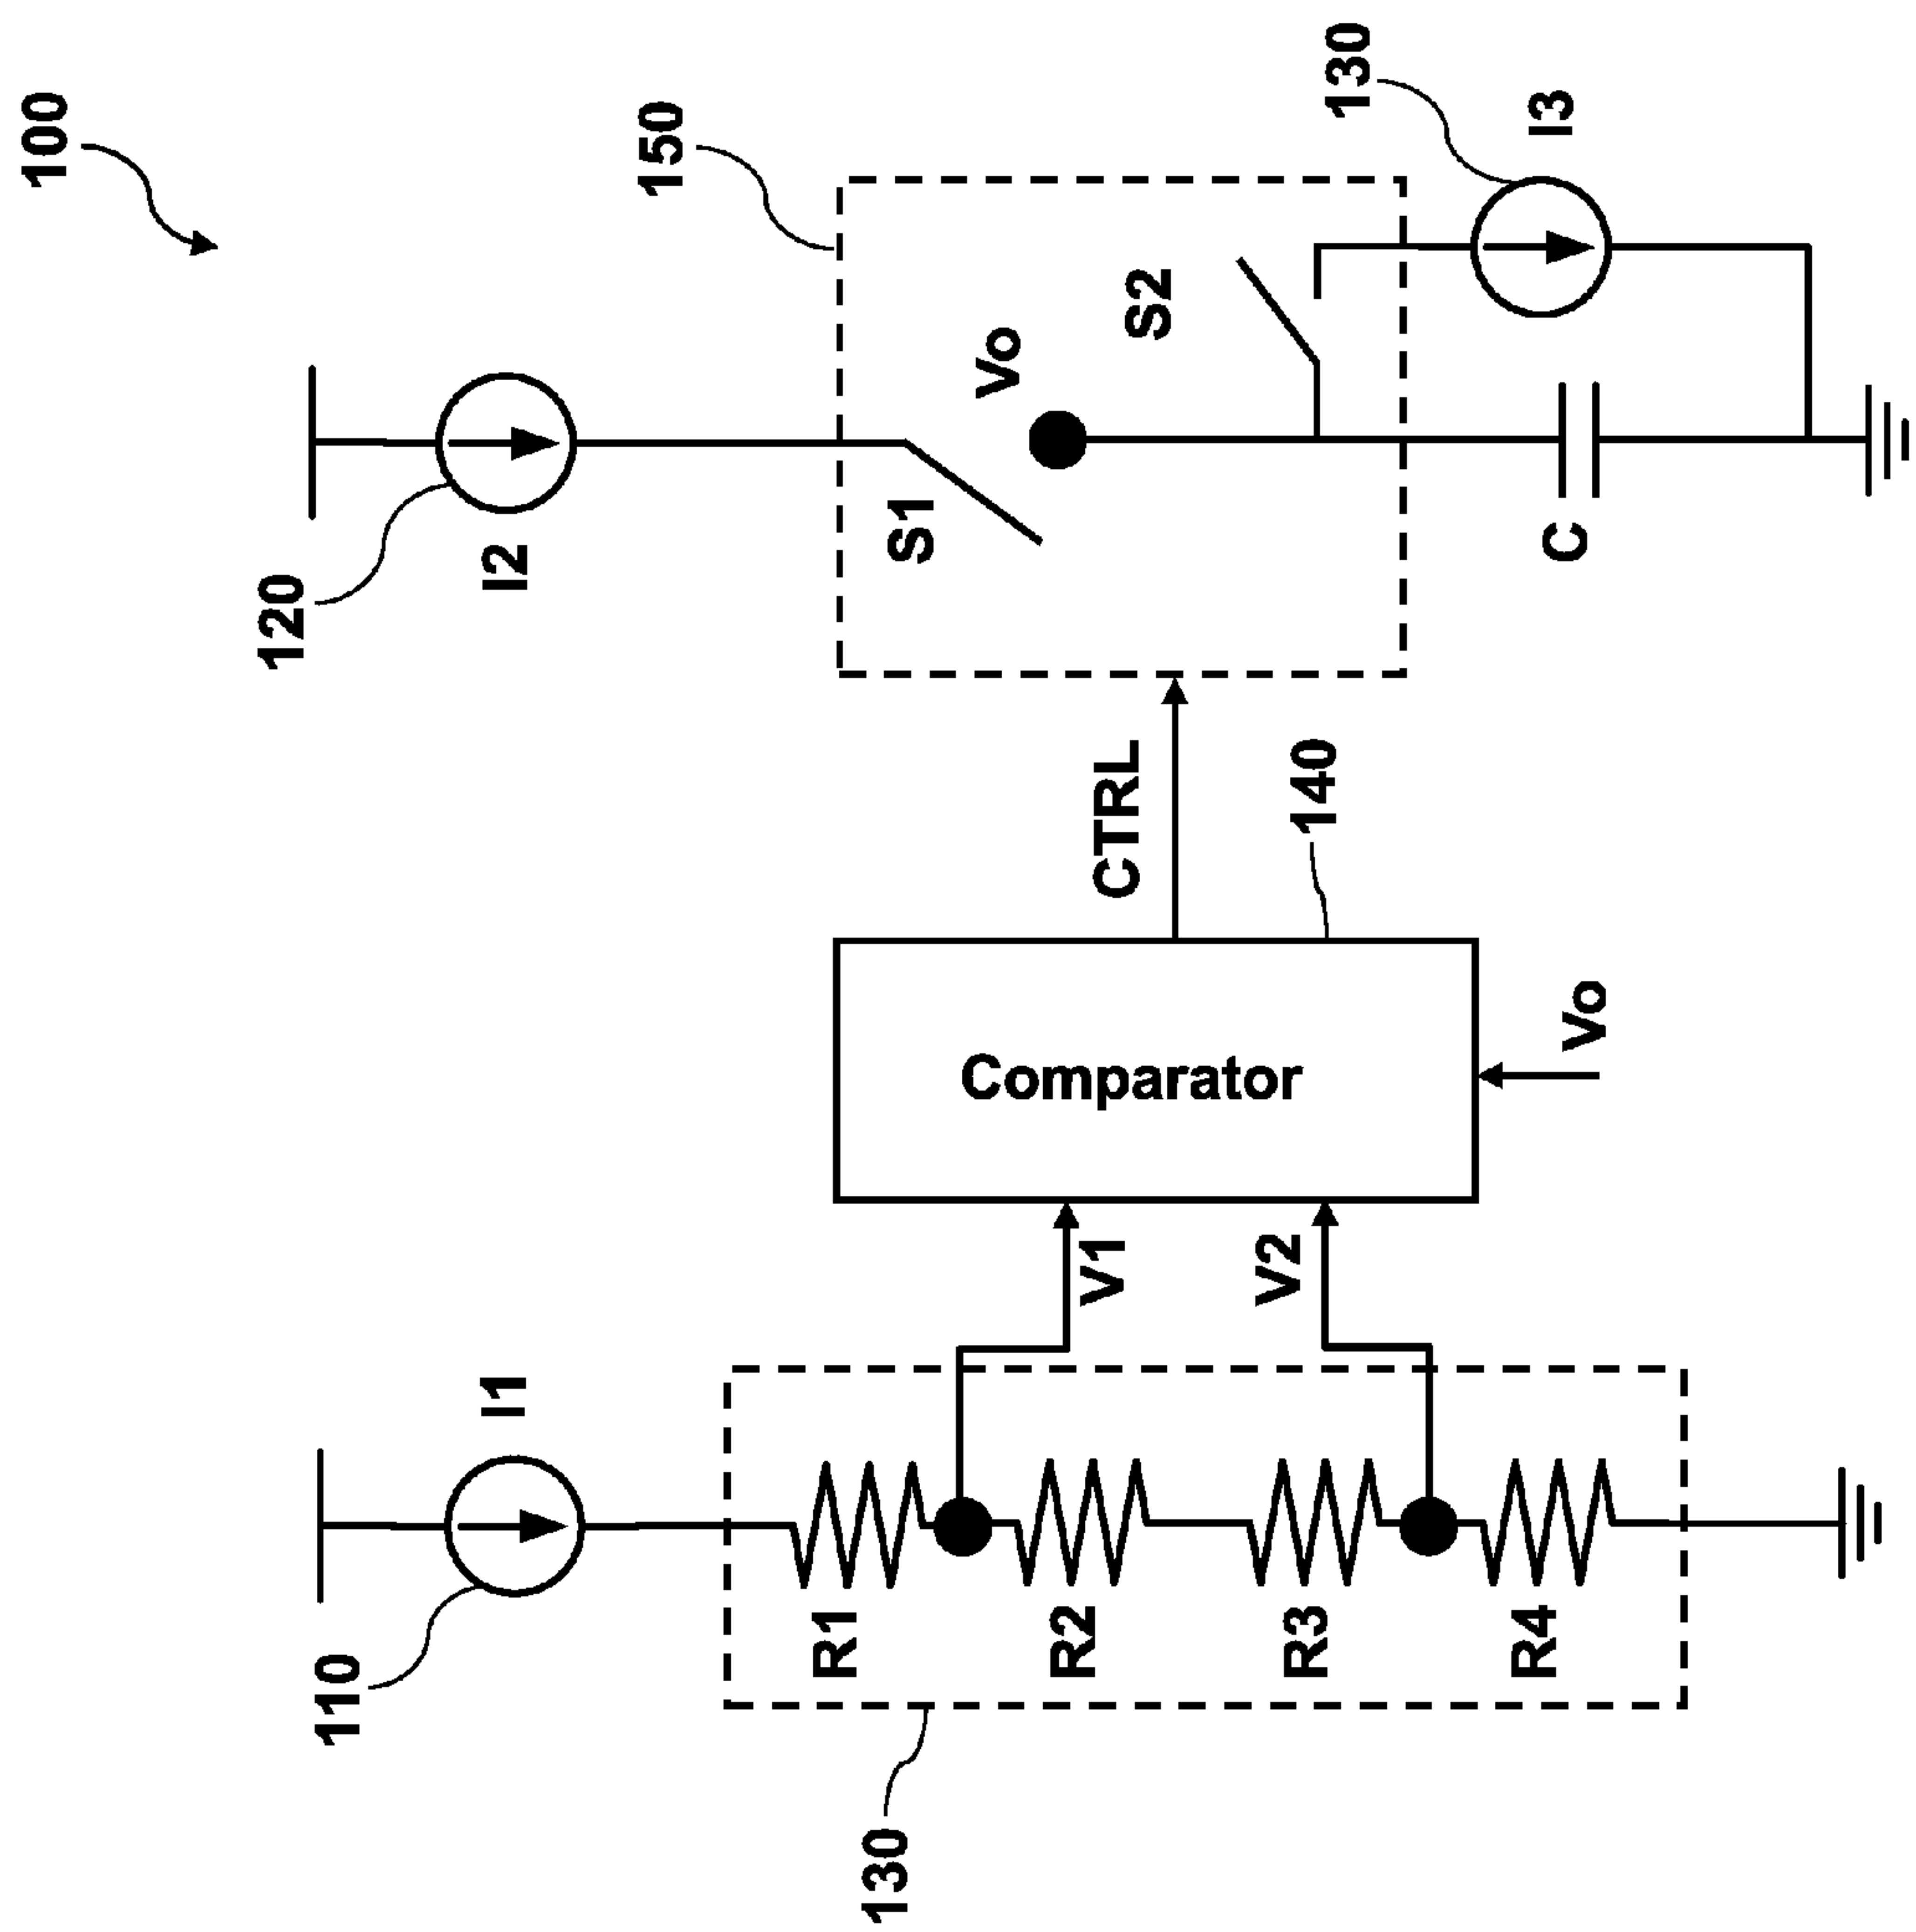 100
130
150
I3
S2
Vo
S1
C
I2
120
CTRL
140
Vo
Comparator
V1
V2
I1
R1
R2
R3
R4
110
130